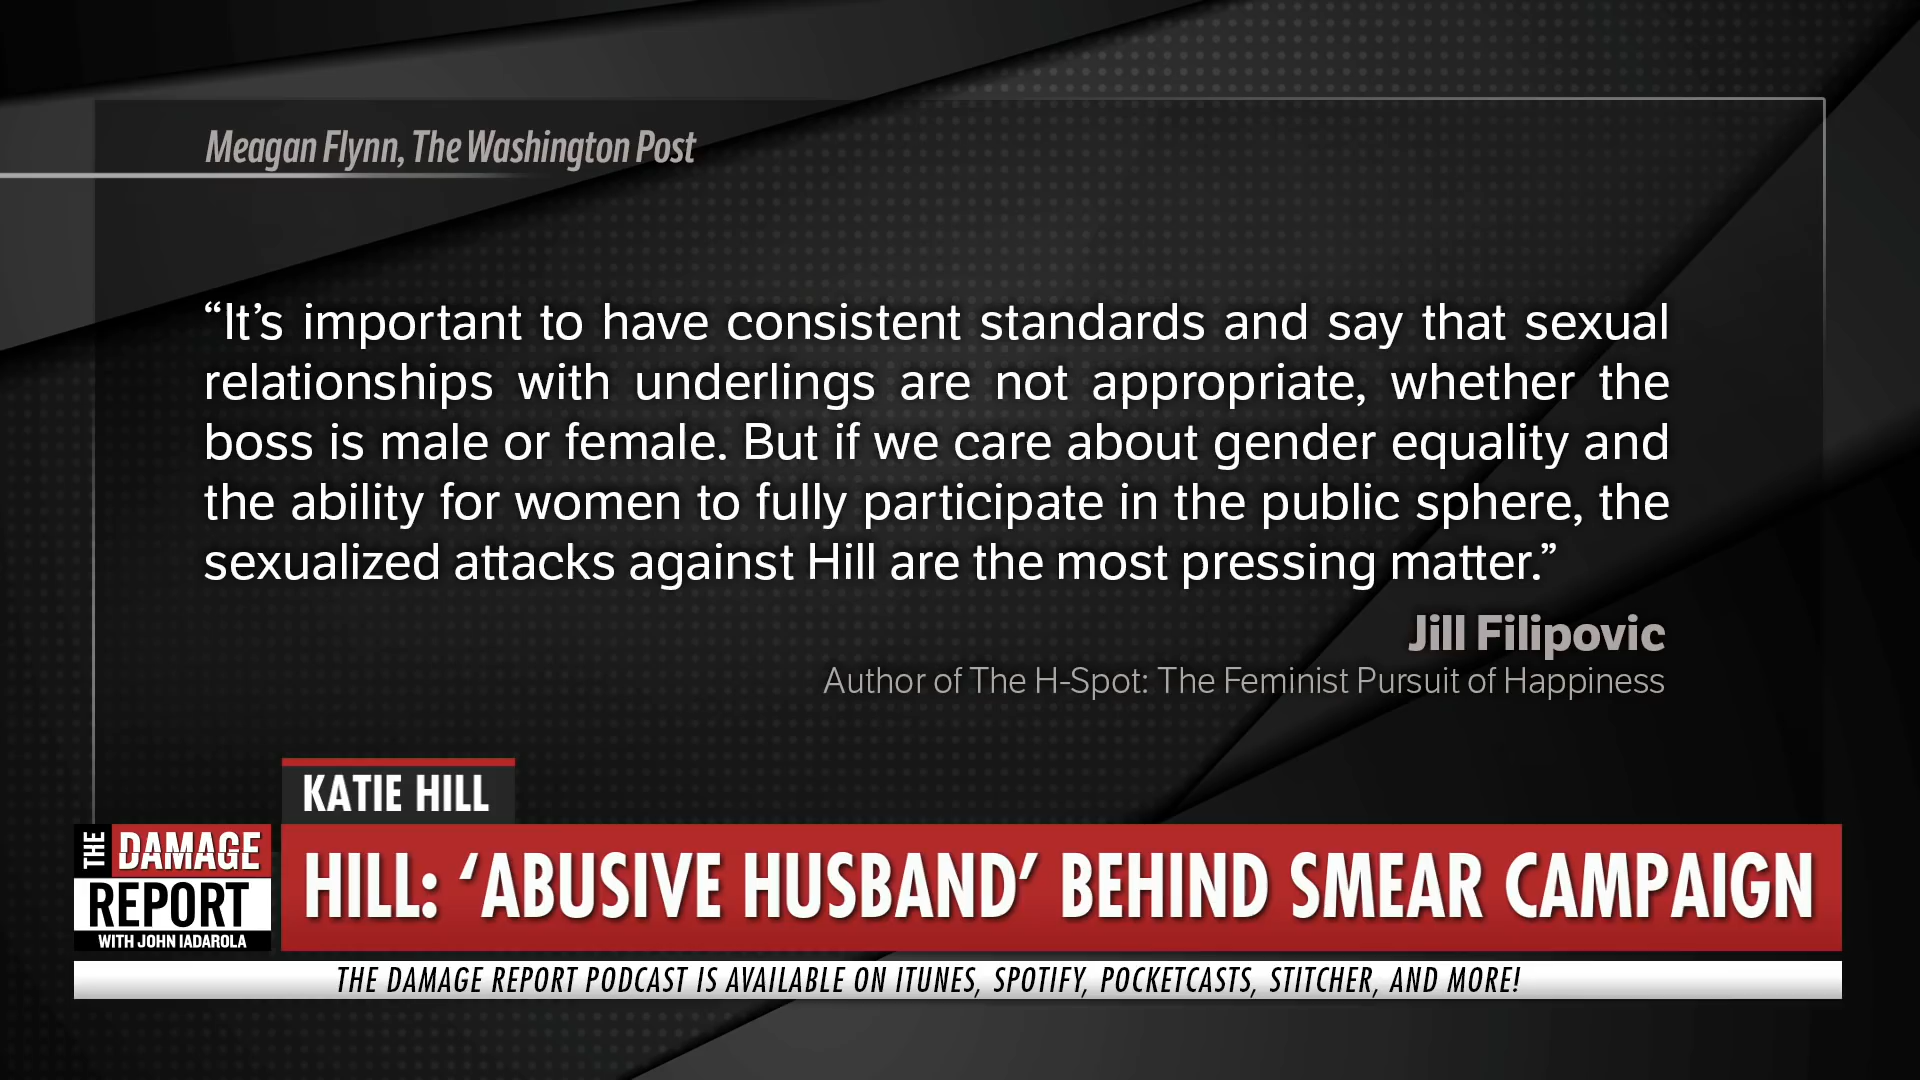 Meagan Flynn, The Washington Post
“It’s important to have consistent standards and say that sexual
relationships with underlings are not appropriate, whether the
boss is male or female. But if we care about gender equality and
the ability for women to fully participate in the public sphere, the
sexualized attacks against Hill are the most pressing matter.”
Jill Filipovic
Author of The H-Spot: The Feminist Pursuit of Happiness
KATIE HILL
THE DAMAGE
REPORT
WITH JOHN IADAROLA
HILL: ‘ABUSIVE HUSBAND’ BEHIND SMEAR CAMPAIGN
THE DAMAGE REPORT PODCAST IS AVAILABLE ON ITUNES, SPOTIFY, POCKETCASTS, STITCHER, AND MORE!